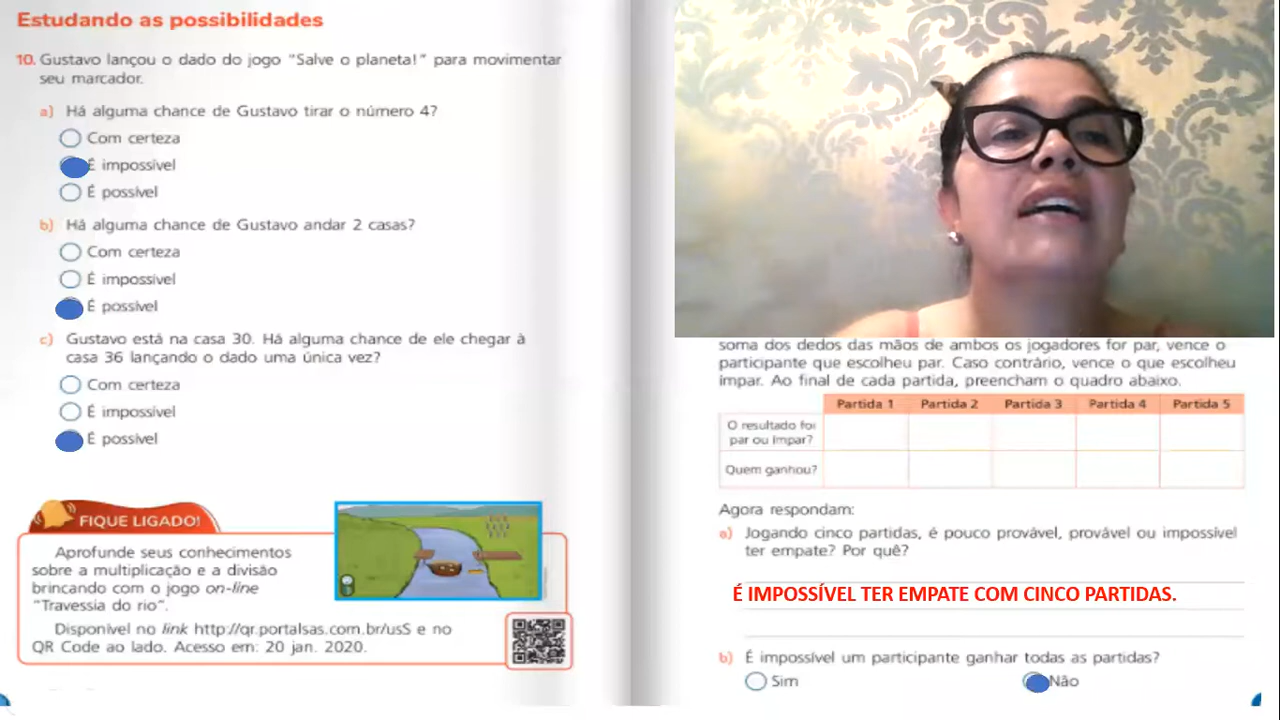 Estudando as possibilidades
10. Gustavo lançou o dado do jogo “Salve o planeta!” para movimentar
seu marcador.
a) Há alguma chance de Gustavo tirar o número 4?
Com certeza
É impossível
É possível
b) Há alguma chance de Gustavo andar 2 casas?
Com certeza
É impossível
É possível
c) Gustavo está na casa 30. Há alguma chance de ele chegar à
casa 36 lançando o dado uma única vez?
Com certeza
É impossível
É possível
FIQUE LIGADO!
Aprofunde seus conhecimentos
sobre a multiplicação e a divisão
brincando com o jogo on-line
“Travessia do rio”.
Disponível no link http://qr.portalsas.com.br/usS e no
QR Code ao lado. Acesso em: 20 jan. 2020.
soma dos dedos das mãos de ambos os jogadores for par, vence o
participante que escolheu par. Caso contrário, vence o que escolheu
ímpar. Ao final de cada partida, preencham o quadro abaixo.
Partida 1 Partida 2 Partida 3 Partida 4 Partida 5
O resultado foi
par ou ímpar?
Quem ganhou?
Agora respondam:
a) Jogando cinco partidas, é pouco provável, provável ou impossível
ter empate? Por quê?
É IMPOSSÍVEL TER EMPATE COM CINCO PARTIDAS.
b) É impossível um participante ganhar todas as partidas?
Sim
Não